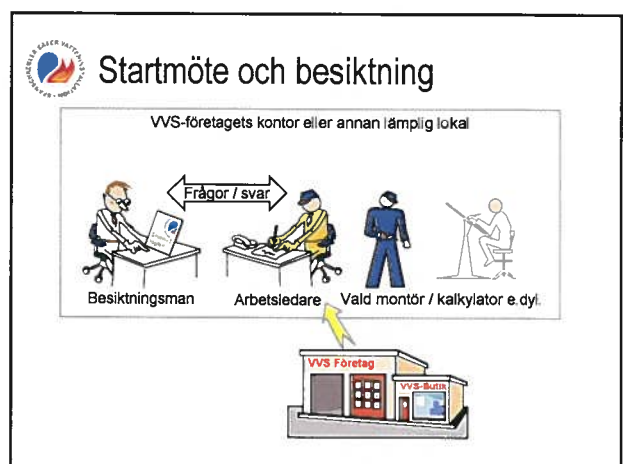 Startmöte och besiktning
VVS-företagets kontor eller annan lämplig lokal
Frågor / svar
Besiktningsman
Arbetsledare
Vald montör / kalkylator e.dyl.
VVS Företag
VVS-Butik